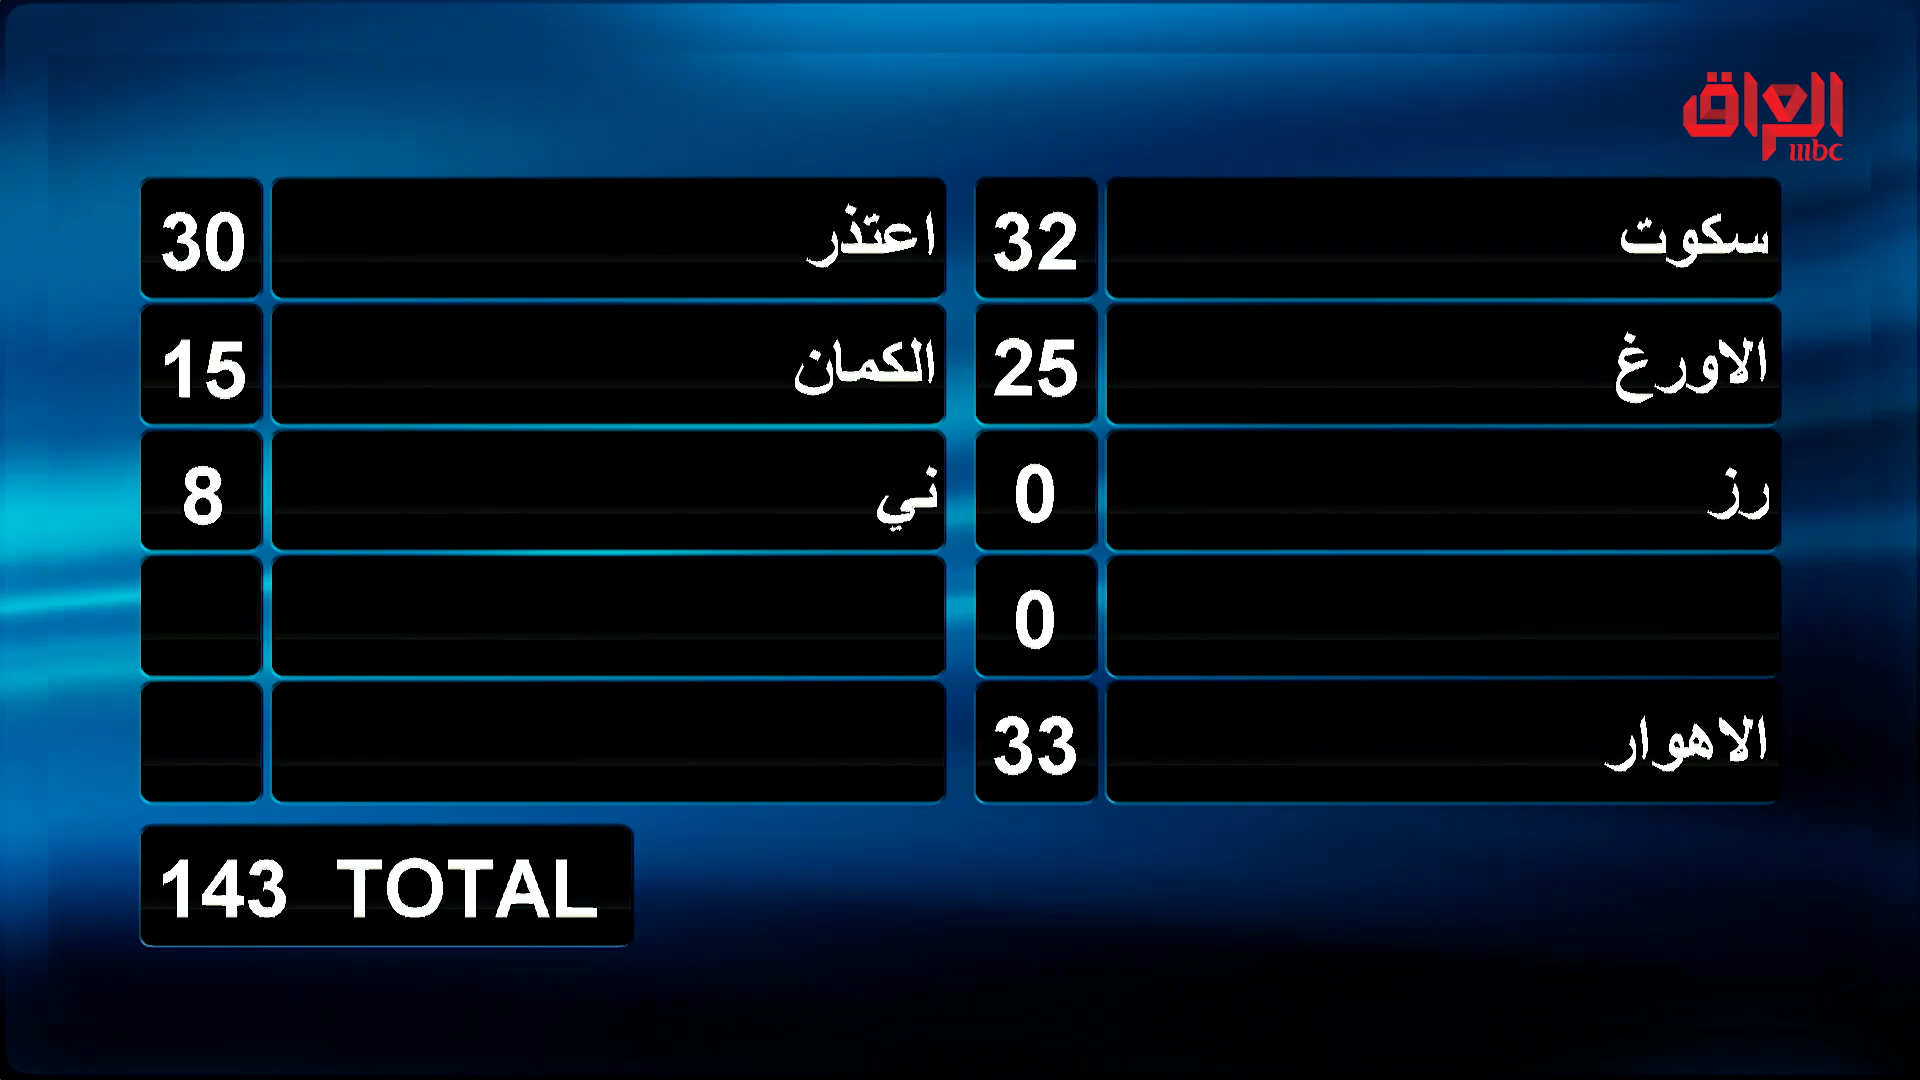 العراق
mbc
سكوت 32 اعتذر 30
الاورغ 25 الكمان 15
رز 0 ني 8
0
الاهوار 33
143 TOTAL